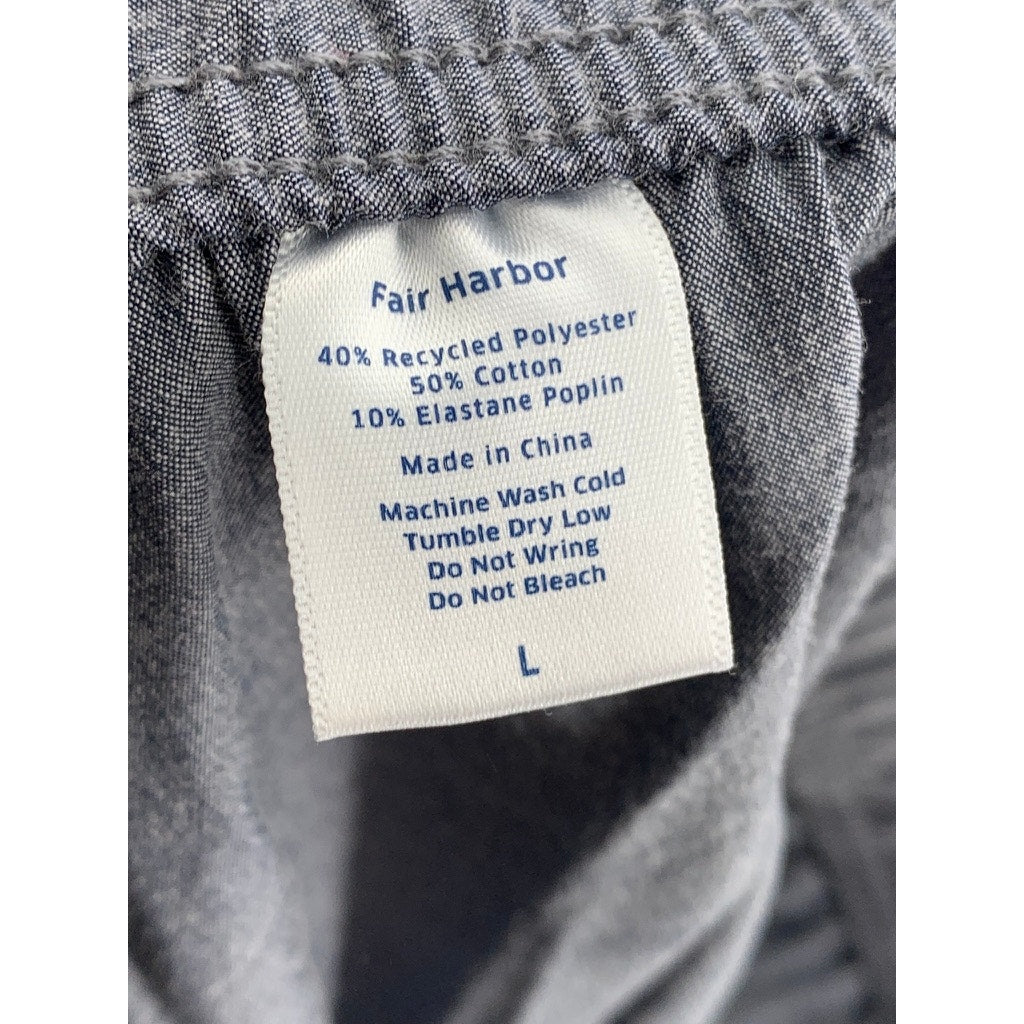 Fair Harbor
40% Recycled Polyester
50% Cotton
10% Elastane Poplin
Made in China
Machine Wash Cold
Tumble Dry Low
Do Not Wring
Do Not Bleach
L